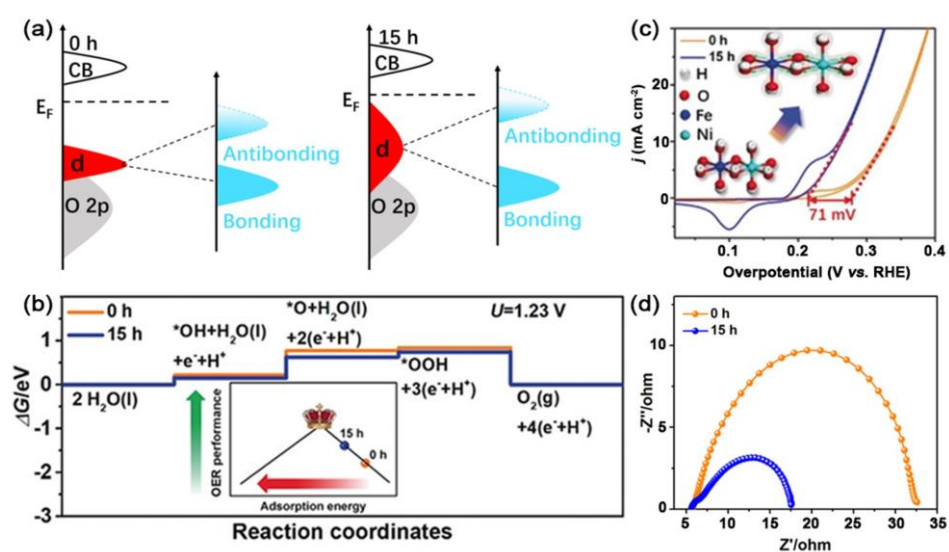 (a)
0 h
CB
E_F
d
O 2p
Antibonding
Bonding
15 h
CB
E_F
d
O 2p
Antibonding
Bonding
(b)
0 h
15 h
*OH+H₂O(l)
+e⁻+H⁺
*O+H₂O(l)
+2(e⁻+H⁺)
U=1.23 V
*OOH
+3(e⁻+H⁺)
2 H₂O(l)
O₂(g)
+4(e⁻+H⁺)
OER performance
15 h
0 h
Adsorption energy
ΔG/eV
1
0
-1
-2
-3
Reaction coordinates
(c)
0 h
15 h
H
O
Fe
Ni
71 mV
j (mA cm⁻²)
20
10
0
0.1
0.2
0.3
0.4
Overpotential (V vs. RHE)
(d)
0 h
15 h
-Z''/ohm
10
5
0
5
10
15
20
25
30
35
Z'/ohm